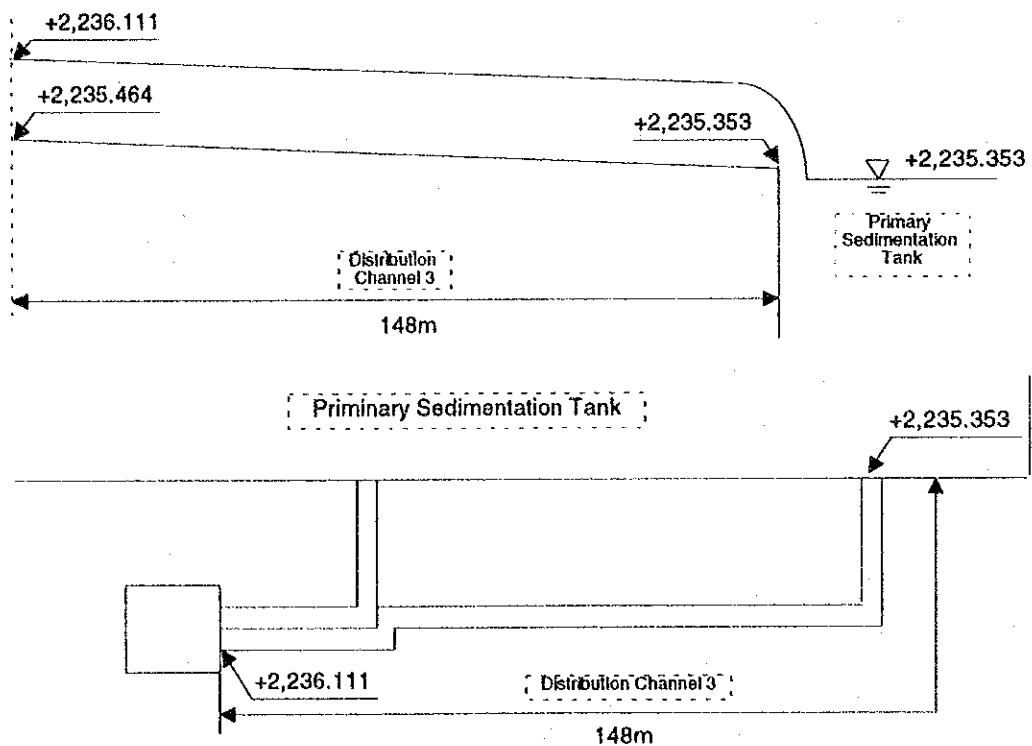 +2,236.111
+2,235.464
+2,235.353
+2,235.353
Primary
Sedimentation
Tank
Distribution
Channel 3
148m
Priminary Sedimentation Tank
+2,235.353
+2,236.111
Distribution Channel 3
148m